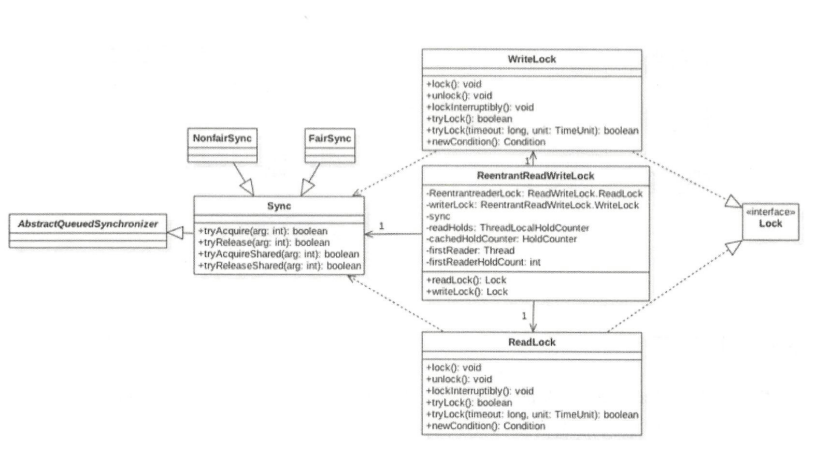 WriteLock
+lock(): void
+unlock(): void
+lockInterruptibly(): void
+tryLock(): boolean
+tryLock(timeout: long, unit: TimeUnit): boolean
+newCondition(): Condition
NonfairSync
FairSync
1
ReentrantReadWriteLock
-ReentrantreaderLock: ReadWriteLock.ReadLock
-writerLock: ReentrantReadWriteLock.WriteLock
-sync
-readHolds: ThreadLocalHoldCounter
-cachedHoldCounter: HoldCounter
-firstReader: Thread
-firstReaderHoldCount: int
+readLock(): Lock
+writeLock(): Lock
Sync
+tryAcquire(arg: int): boolean
+tryRelease(arg: int): boolean
+tryAcquireShared(arg: int): boolean
+tryReleaseShared(arg: int): boolean
AbstractQueuedSynchronizer
1
«interface»
Lock
1
ReadLock
+lock(): void
+unlock(): void
+lockInterruptibly(): void
+tryLock(): boolean
+tryLock(timeout: long, unit: TimeUnit): boolean
+newCondition(): Condition